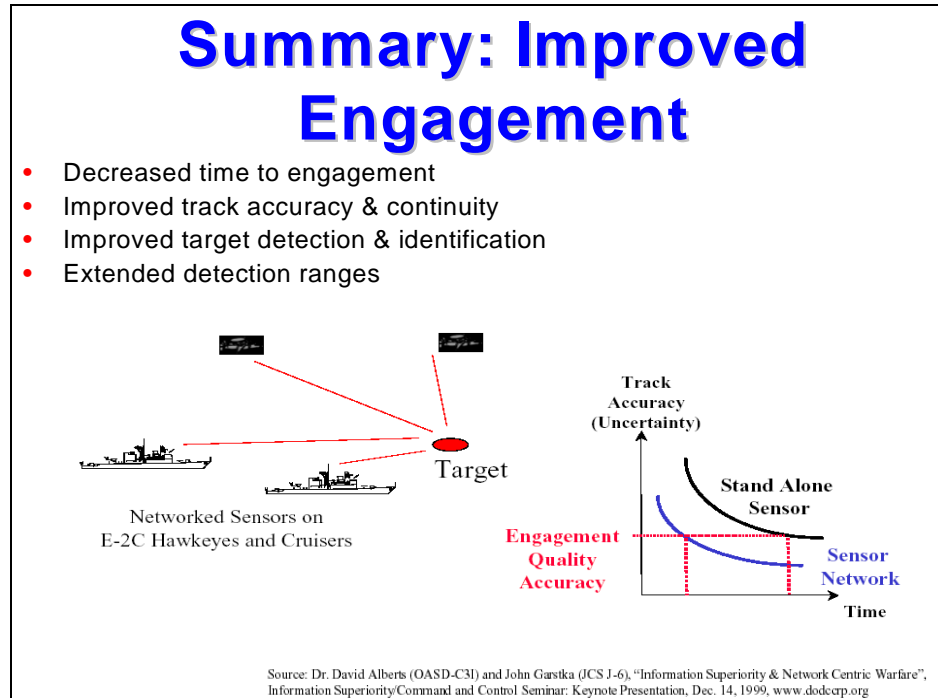 Summary: Improved
Engagement
• Decreased time to engagement
• Improved track accuracy & continuity
• Improved target detection & identification
• Extended detection ranges
Target
Networked Sensors on
E-2C Hawkeyes and Cruisers
Track
Accuracy
(Uncertainty)
Stand Alone
Sensor
Engagement
Quality
Accuracy
Sensor
Network
Time
Source: Dr. David Alberts (OASD-C3I) and John Garstka (JCS J-6), “Information Superiority & Network Centric Warfare”,
Information Superiority/Command and Control Seminar: Keynote Presentation, Dec. 14, 1999, www.dodccrp.org